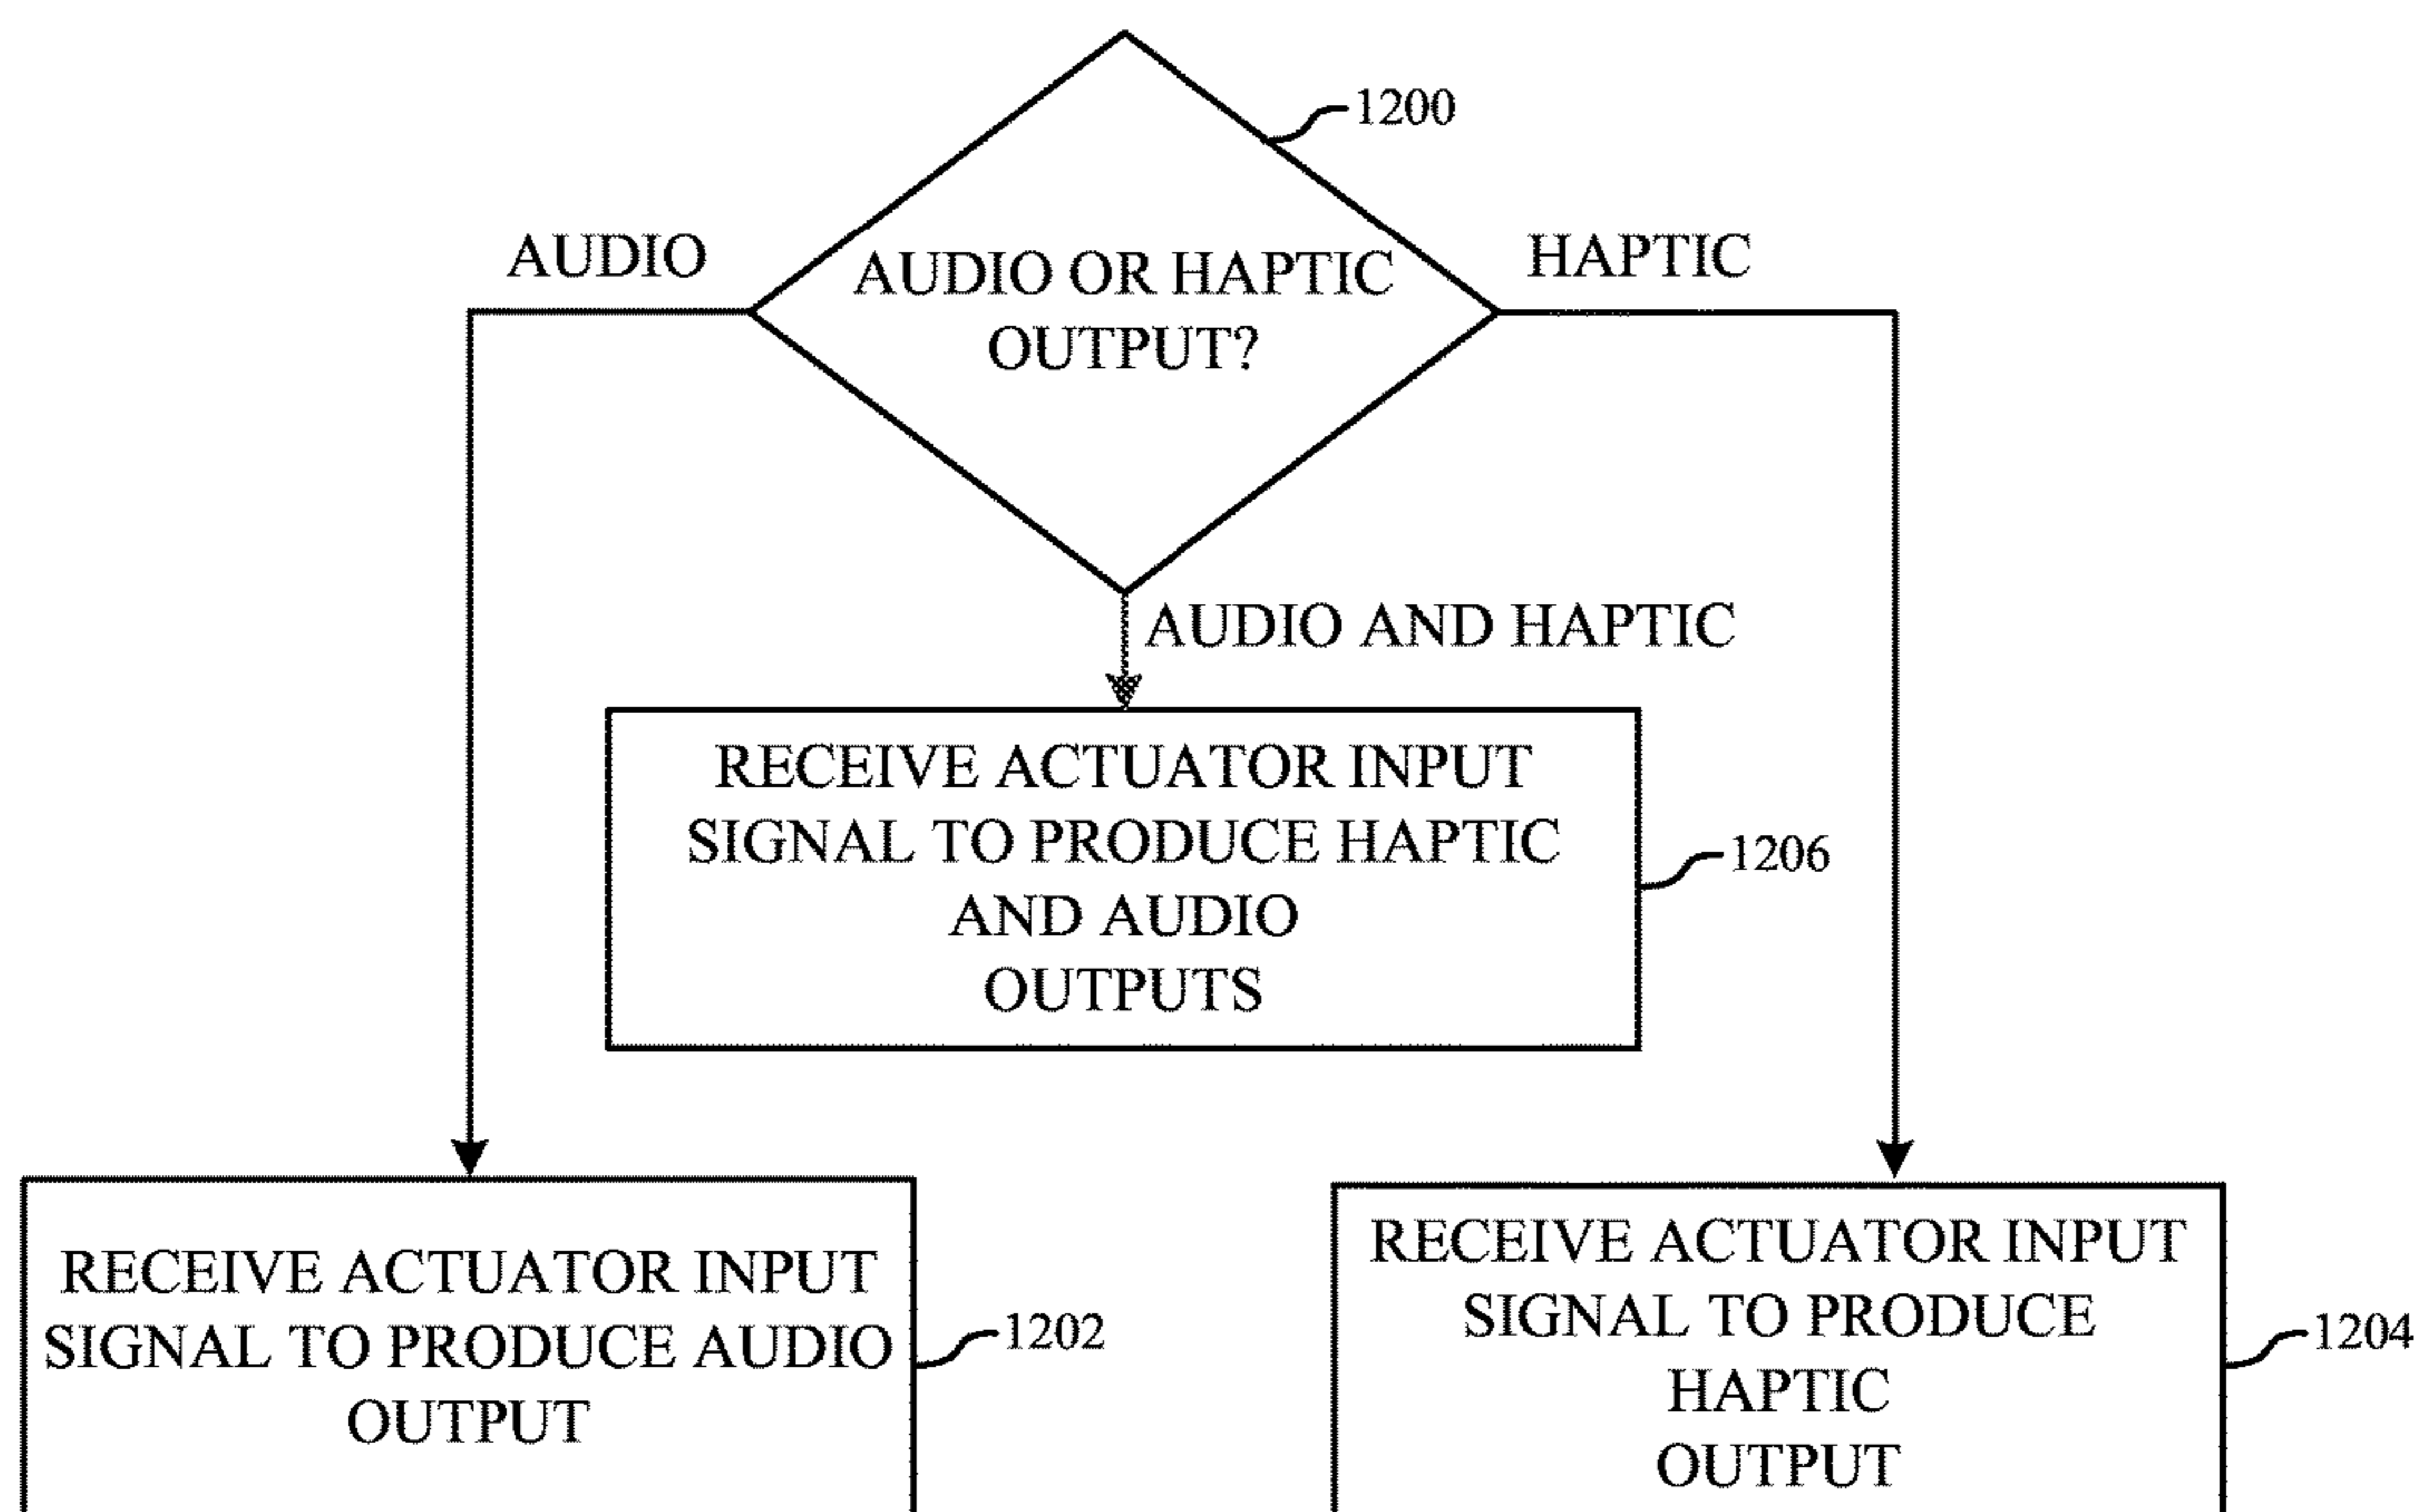 1200
AUDIO
AUDIO OR HAPTIC
OUTPUT?
HAPTIC
AUDIO AND HAPTIC
RECEIVE ACTUATOR INPUT
SIGNAL TO PRODUCE HAPTIC
AND AUDIO
OUTPUTS
1206
RECEIVE ACTUATOR INPUT
SIGNAL TO PRODUCE AUDIO
OUTPUT
1202
RECEIVE ACTUATOR INPUT
SIGNAL TO PRODUCE
HAPTIC
OUTPUT
1204